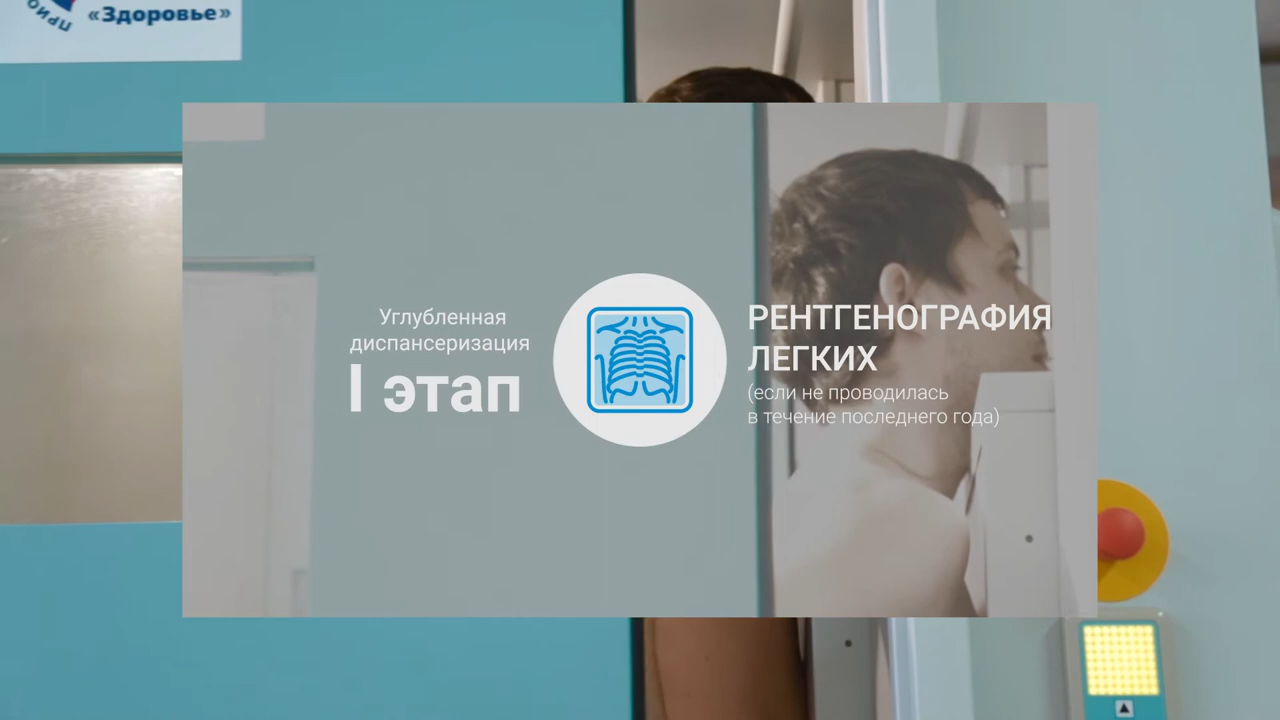 «Здоровье»
Углубленная
диспансеризация
I этап
РЕНТГЕНОГРАФИЯ
ЛЕГКИХ
(если не проводилась
в течение последнего года)